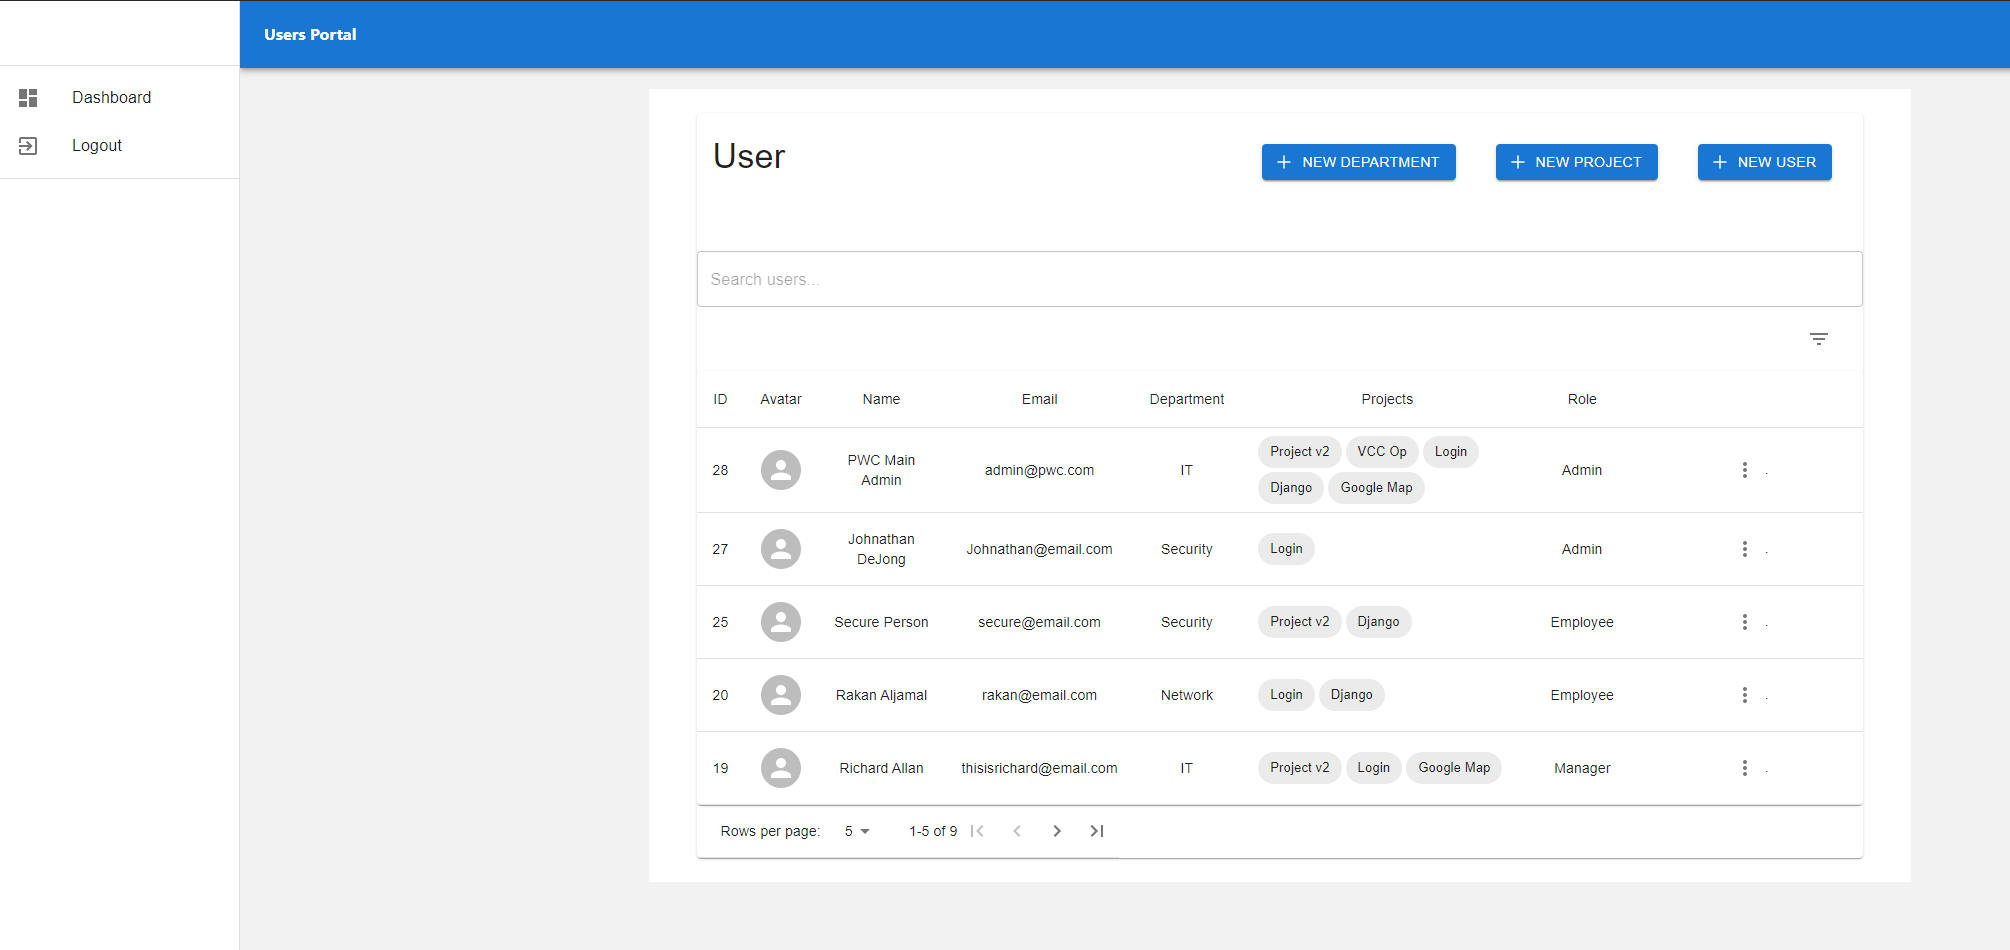 Users Portal
Dashboard
Logout
User
NEW DEPARTMENT
NEW PROJECT
NEW USER
Search users...
ID Avatar Name Email Department Projects Role
28 PWC Main Admin admin@pwc.com IT Project v2 VCC Op Login Django Google Map Admin .
27 Johnathan DeJong Johnathan@email.com Security Login Admin .
25 Secure Person secure@email.com Security Project v2 Django Employee .
20 Rakan Aljamal rakan@email.com Network Login Django Employee .
19 Richard Allan thisisrichard@email.com IT Project v2 Login Google Map Manager .
Rows per page: 5 1-5 of 9